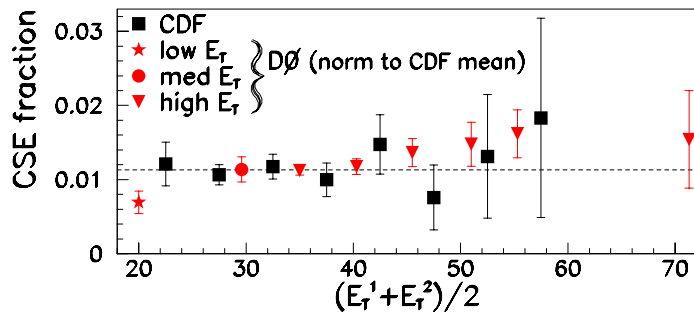 0.03
0.02
0.01
0
CSE fraction
CDF
low E_T
med E_T
high E_T
DØ (norm to CDF mean)
20 30 40 50 60 70
(E_T^1+E_T^2)/2